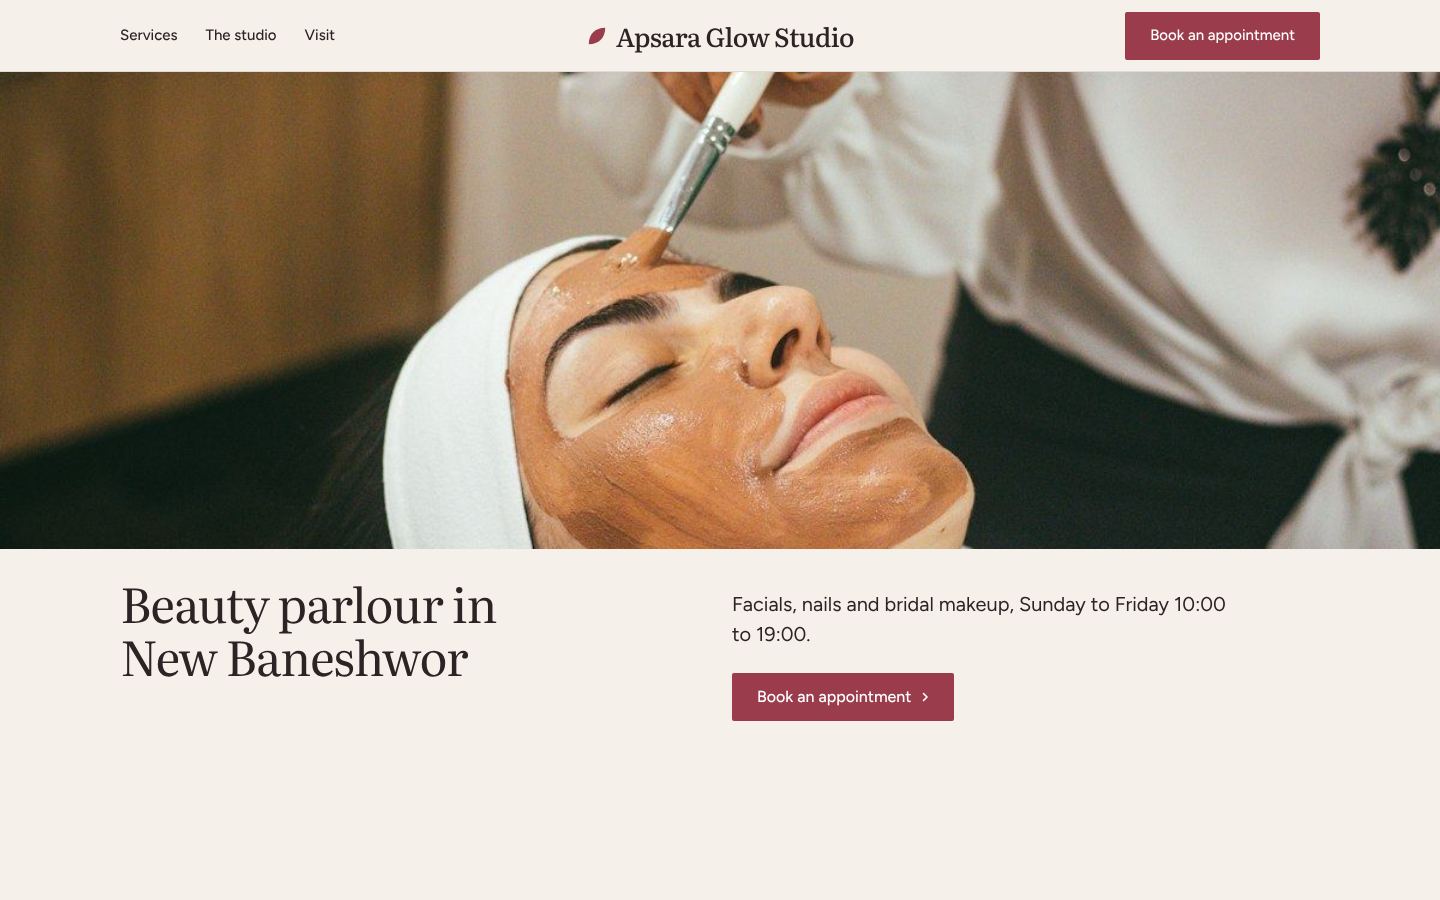 Services
The studio
Visit
Apsara Glow Studio
Book an appointment
Beauty parlour in
New Baneshwor
Facials, nails and bridal makeup, Sunday to Friday 10:00
to 19:00.
Book an appointment